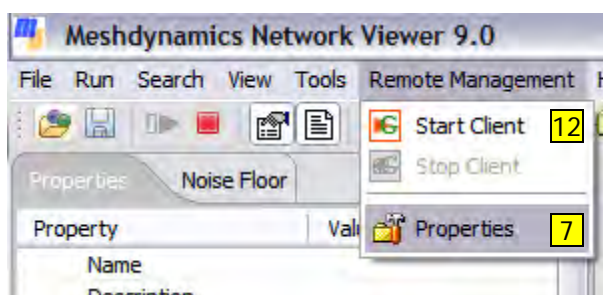 Meshdynamics Network Viewer 9.0
File Run Search View Tools Remote Management
Start Client 12
Stop Client
Properties Noise Floor
Property
Properties 7
Name
Description